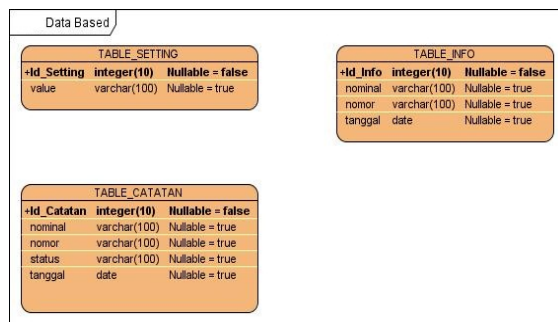 Data Based
TABLE_SETTING
+Id_Setting integer(10) Nullable = false
value varchar(100) Nullable = true
TABLE_INFO
+Id_Info integer(10) Nullable = false
nominal varchar(100) Nullable = true
nomor varchar(100) Nullable = true
tanggal date Nullable = true
TABLE_CATATAN
+Id_Catatan integer(10) Nullable = false
nominal varchar(100) Nullable = true
nomor varchar(100) Nullable = true
status varchar(100) Nullable = true
tanggal date Nullable = true